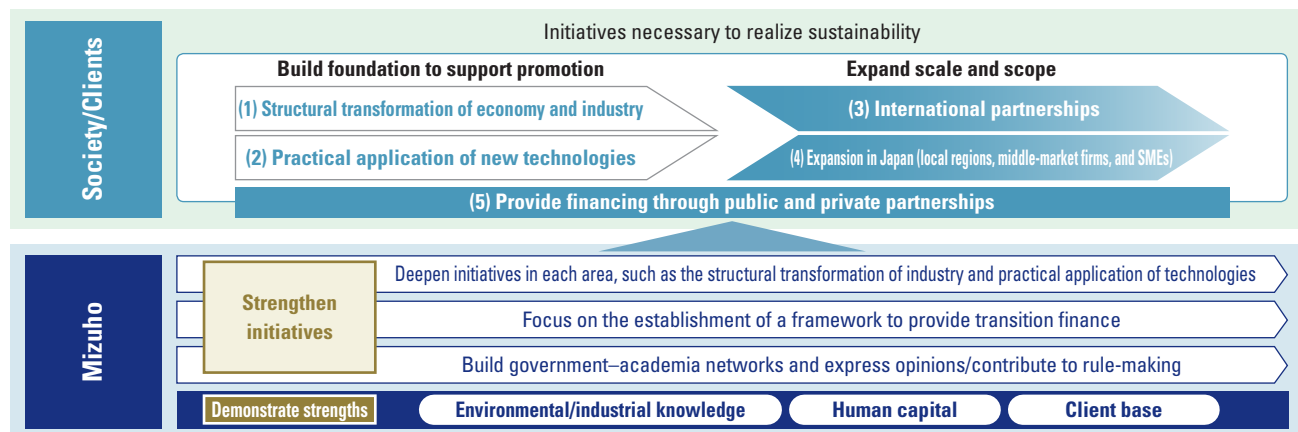 Society/Clients
Initiatives necessary to realize sustainability
Build foundation to support promotion
Expand scale and scope
(1) Structural transformation of economy and industry
(3) International partnerships
(2) Practical application of new technologies
(4) Expansion in Japan (local regions, middle-market firms, and SMEs)
(5) Provide financing through public and private partnerships
Mizuho
Strengthen
initiatives
Deepen initiatives in each area, such as the structural transformation of industry and practical application of technologies
Focus on the establishment of a framework to provide transition finance
Build government–academia networks and express opinions/contribute to rule-making
Demonstrate strengths
Environmental/industrial knowledge
Human capital
Client base